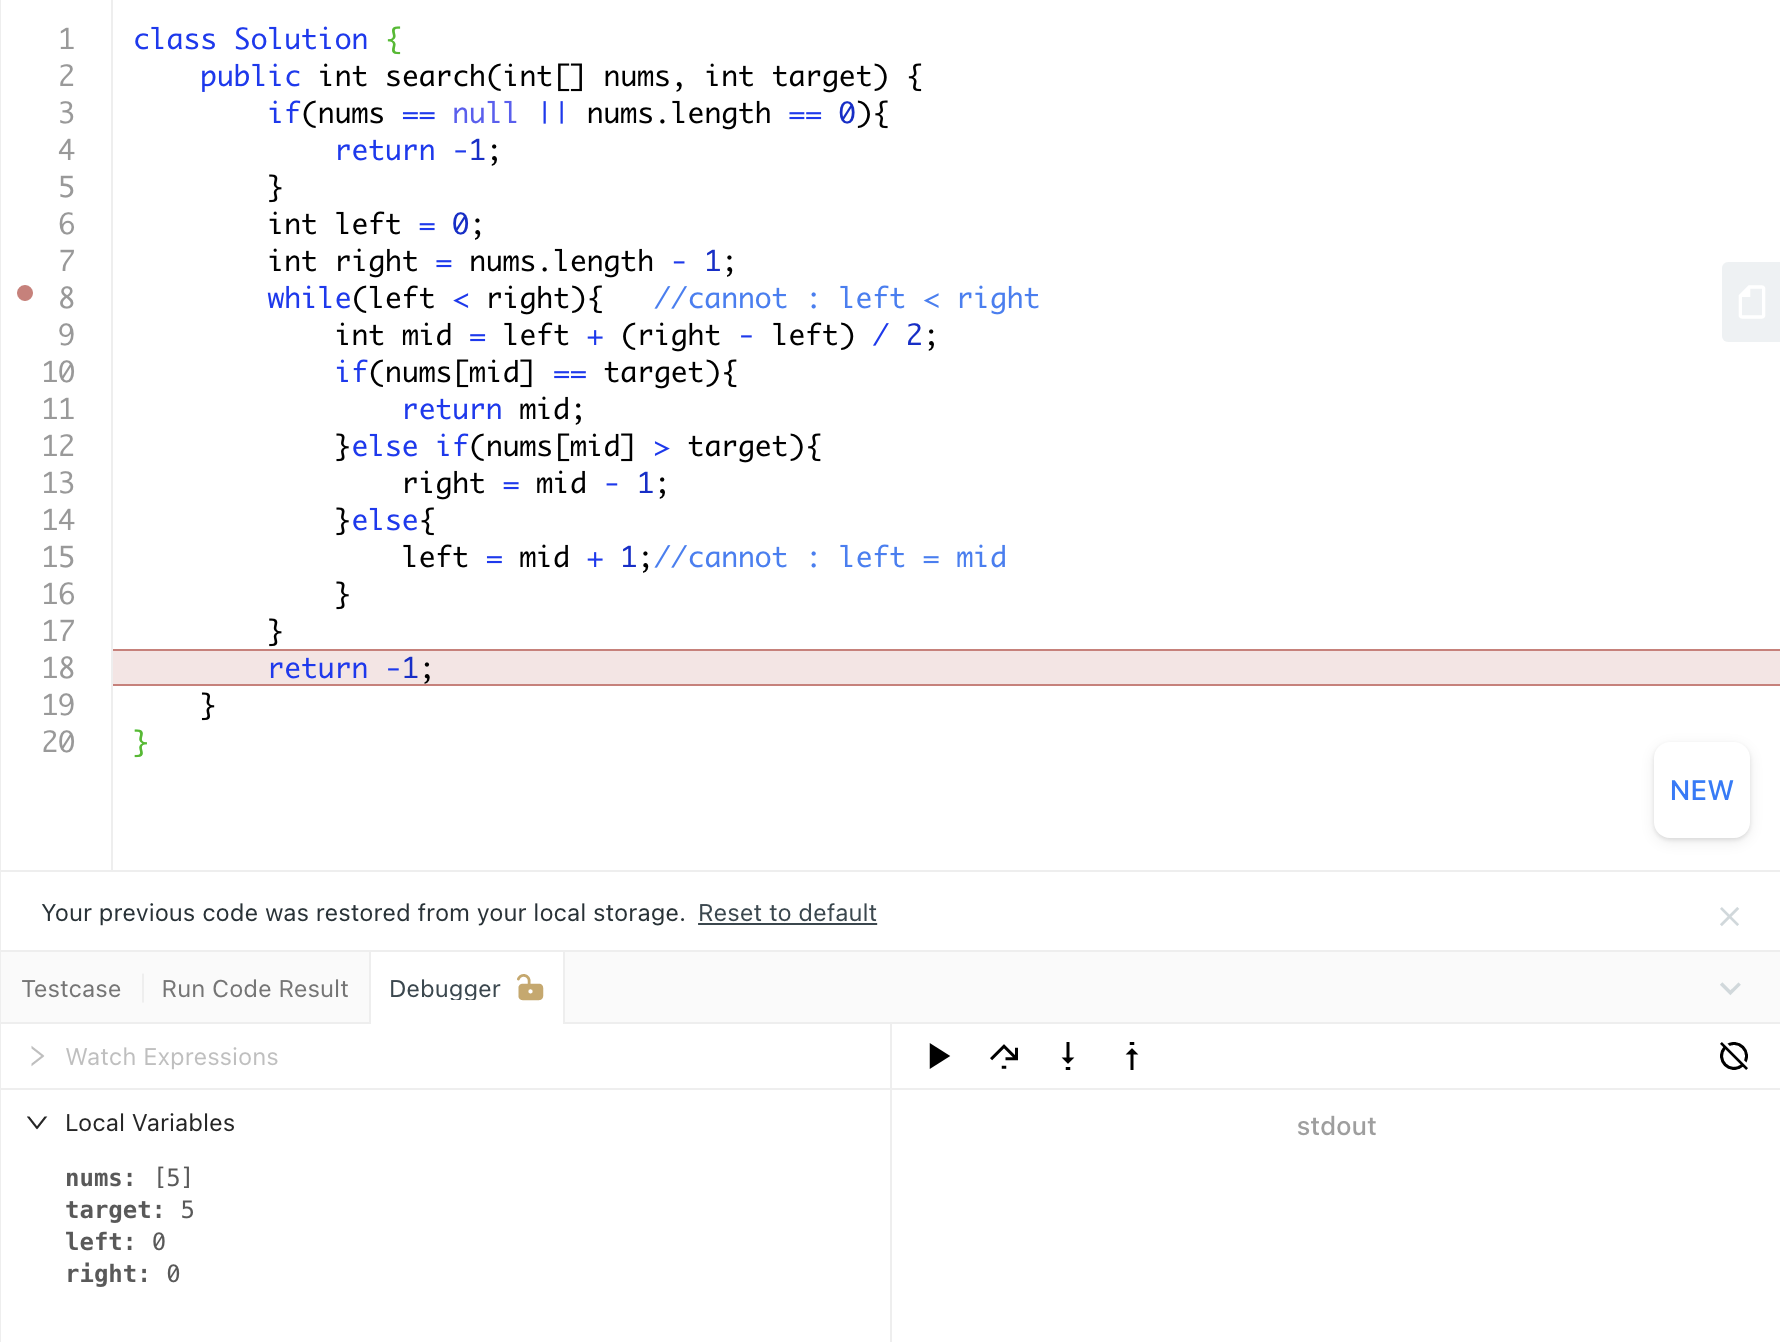 1 class Solution {
2 public int search(int[] nums, int target) {
3 if(nums == null || nums.length == 0){
4 return -1;
5 }
6 int left = 0;
7 int right = nums.length - 1;
8 while(left < right){ //cannot : left < right
9 int mid = left + (right - left) / 2;
10 if(nums[mid] == target){
11 return mid;
12 }else if(nums[mid] > target){
13 right = mid - 1;
14 }else{
15 left = mid + 1;//cannot : left = mid
16 }
17 }
18 return -1;
19 }
20 }
NEW
Your previous code was restored from your local storage. Reset to default
Testcase Run Code Result Debugger
Watch Expressions
Local Variables
stdout
nums: [5]
target: 5
left: 0
right: 0